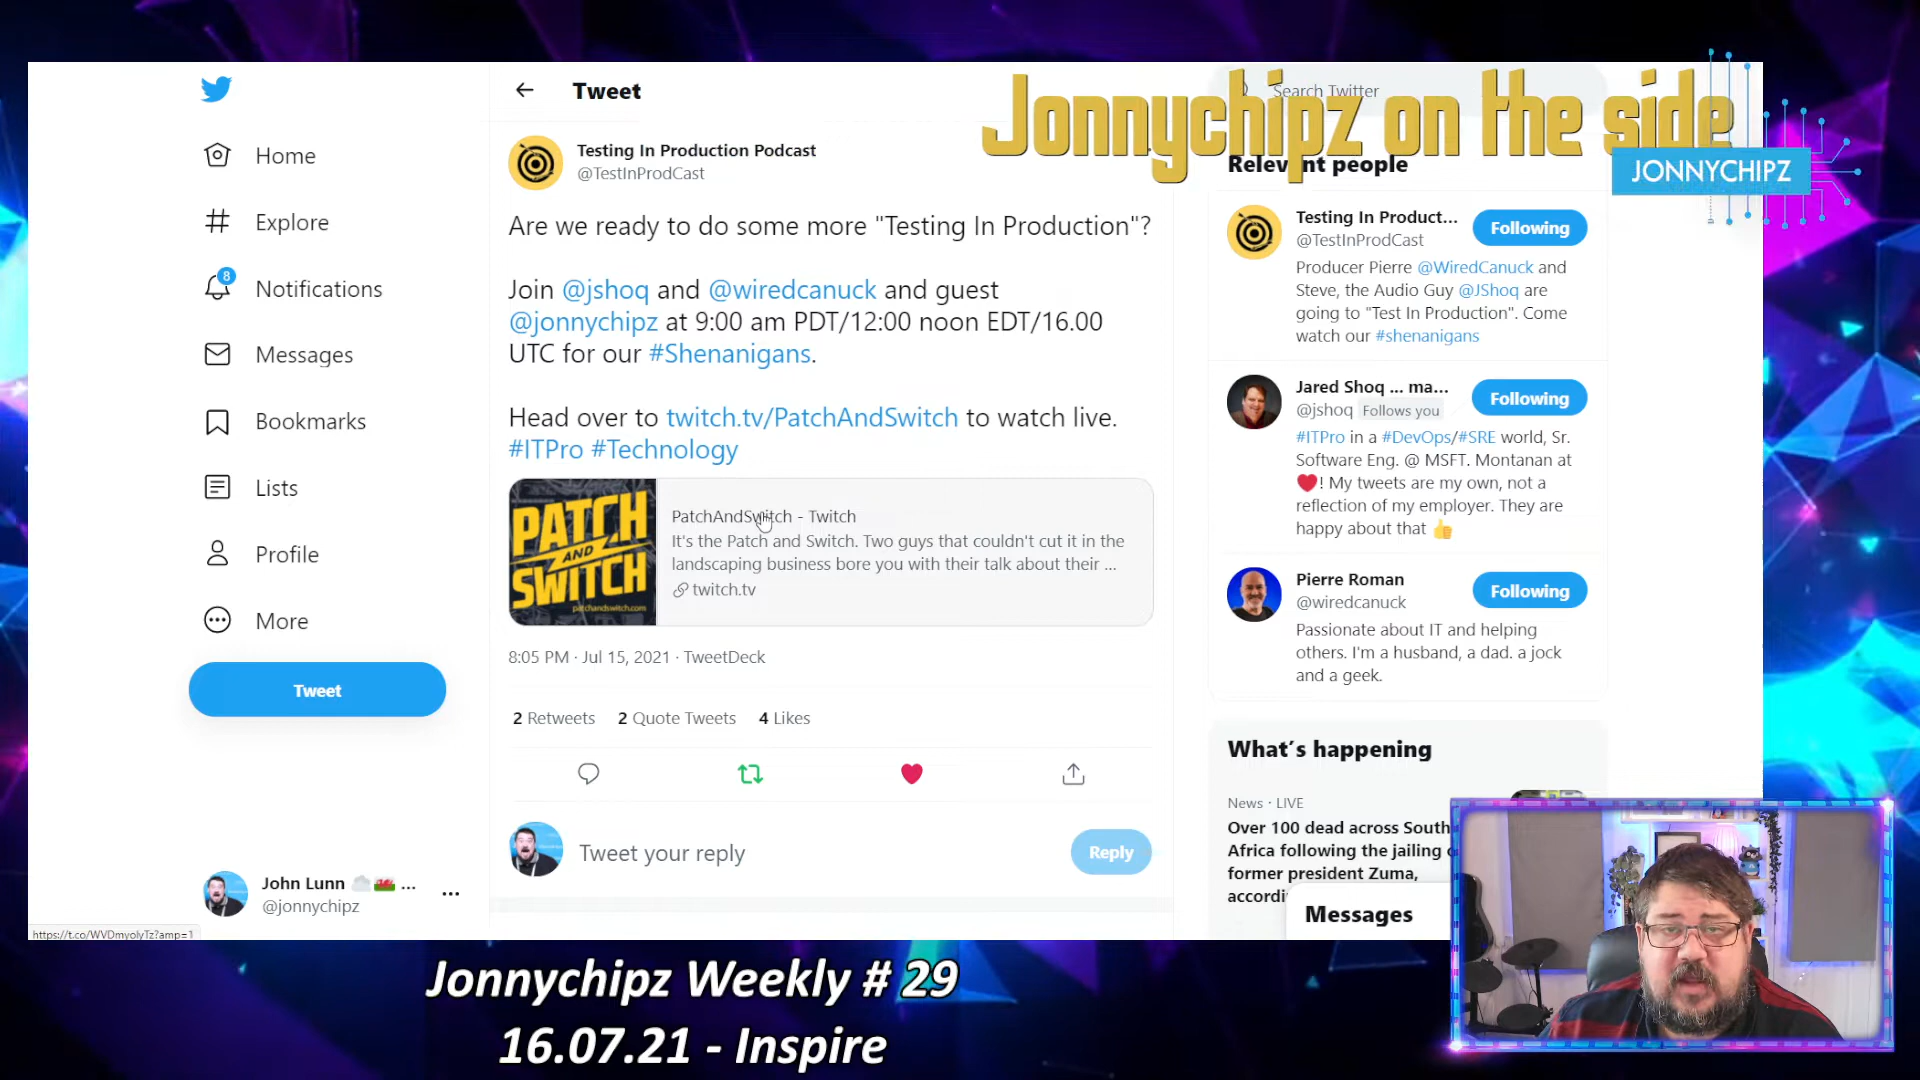 Jonnychipz on the side
JONNYCHIPZ
Home
Explore
8
Notifications
Messages
Bookmarks
Lists
Profile
More
Tweet
John Lunn ...
@jonnychipz
https://t.co/WVDmyolyTz?amp=1
Tweet
Testing In Production Podcast
@TestInProdCast
Are we ready to do some more "Testing In Production"?
Join @jshoq and @wiredcanuck and guest
@jonnychipz at 9:00 am PDT/12:00 noon EDT/16.00
UTC for our #Shenanigans.
Head over to twitch.tv/PatchAndSwitch to watch live.
#ITPro #Technology
PATCH
AND
SWITCH
patchandswitch.com
PatchAndSwitch - Twitch
It's the Patch and Switch. Two guys that couldn't cut it in the
landscaping business bore you with their talk about their ...
twitch.tv
8:05 PM · Jul 15, 2021 · TweetDeck
2 Retweets 2 Quote Tweets 4 Likes
Tweet your reply
Reply
Search Twitter
Relevant people
Testing In Product...
@TestInProdCast
Following
Producer Pierre @WiredCanuck and
Steve, the Audio Guy @JShoq are
going to "Test In Production". Come
watch our #shenanigans
Jared Shoq ... ma...
@jshoq Follows you
Following
#ITPro in a #DevOps/#SRE world, Sr.
Software Eng. @ MSFT. Montanan at
❤️! My tweets are my own, not a
reflection of my employer. They are
happy about that 👍
Pierre Roman
@wiredcanuck
Following
Passionate about IT and helping
others. I'm a husband, a dad. a jock
and a geek.
What's happening
News · LIVE
Over 100 dead across South
Africa following the jailing
former president Zuma,
Messages
Jonnychipz Weekly # 29
16.07.21 - Inspire